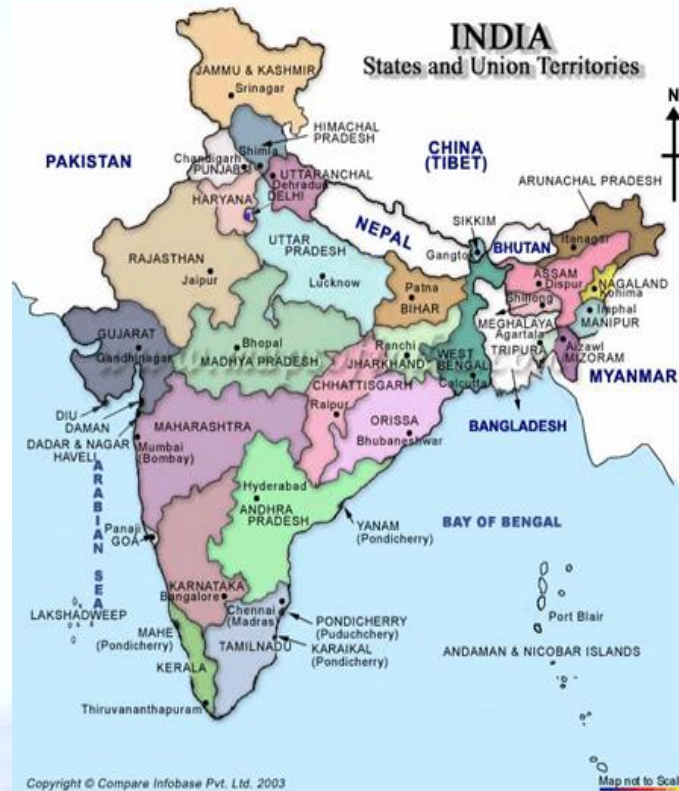 INDIA
States and Union Territories
N
JAMMU & KASHMIR
Srinagar
HIMACHAL
PRADESH
Shimla
PAKISTAN
Chandigarh
PUNJAB
CHINA
(TIBET)
UTTARANCHAL
Dehradun
HARYANA
DELHI
ARUNACHAL PRADESH
NEPAL
SIKKIM
Gangtok
BHUTAN
Itanagar
RAJASTHAN
Jaipur
UTTAR
PRADESH
Lucknow
Patna
BIHAR
ASSAM
Dispur
NAGALAND
Kohima
Shillong
MEGHALAYA
Imphal
MANIPUR
Agartala
TRIPURA
Aizawl
MIZORAM
MYANMAR
GUJARAT
Gandhinagar
Bhopal
MADHYA PRADESH
Ranchi
JHARKHAND
WEST
BENGAL
Calcutta
CHHATTISGARH
Raipur
BANGLADESH
DIU
DAMAN
DADAR & NAGAR
HAVELI
MAHARASHTRA
Mumbai
(Bombay)
ORISSA
Bhubaneshwar
ARABIAN SEA
Hyderabad
ANDHRA
PRADESH
YANAM
(Pondicherry)
BAY OF BENGAL
Panaji
GOA
KARNATAKA
Bangalore
Chennai
(Madras)
PONDICHERRY
(Puduchchery)
LAKSHADWEEP
MAHE
(Pondicherry)
TAMILNADU
KARAIKAL
(Pondicherry)
KERALA
Thiruvananthapuram
Port Blair
ANDAMAN & NICOBAR ISLANDS
Copyright © Compare Infobase Pvt. Ltd. 2003
Map not to Scal